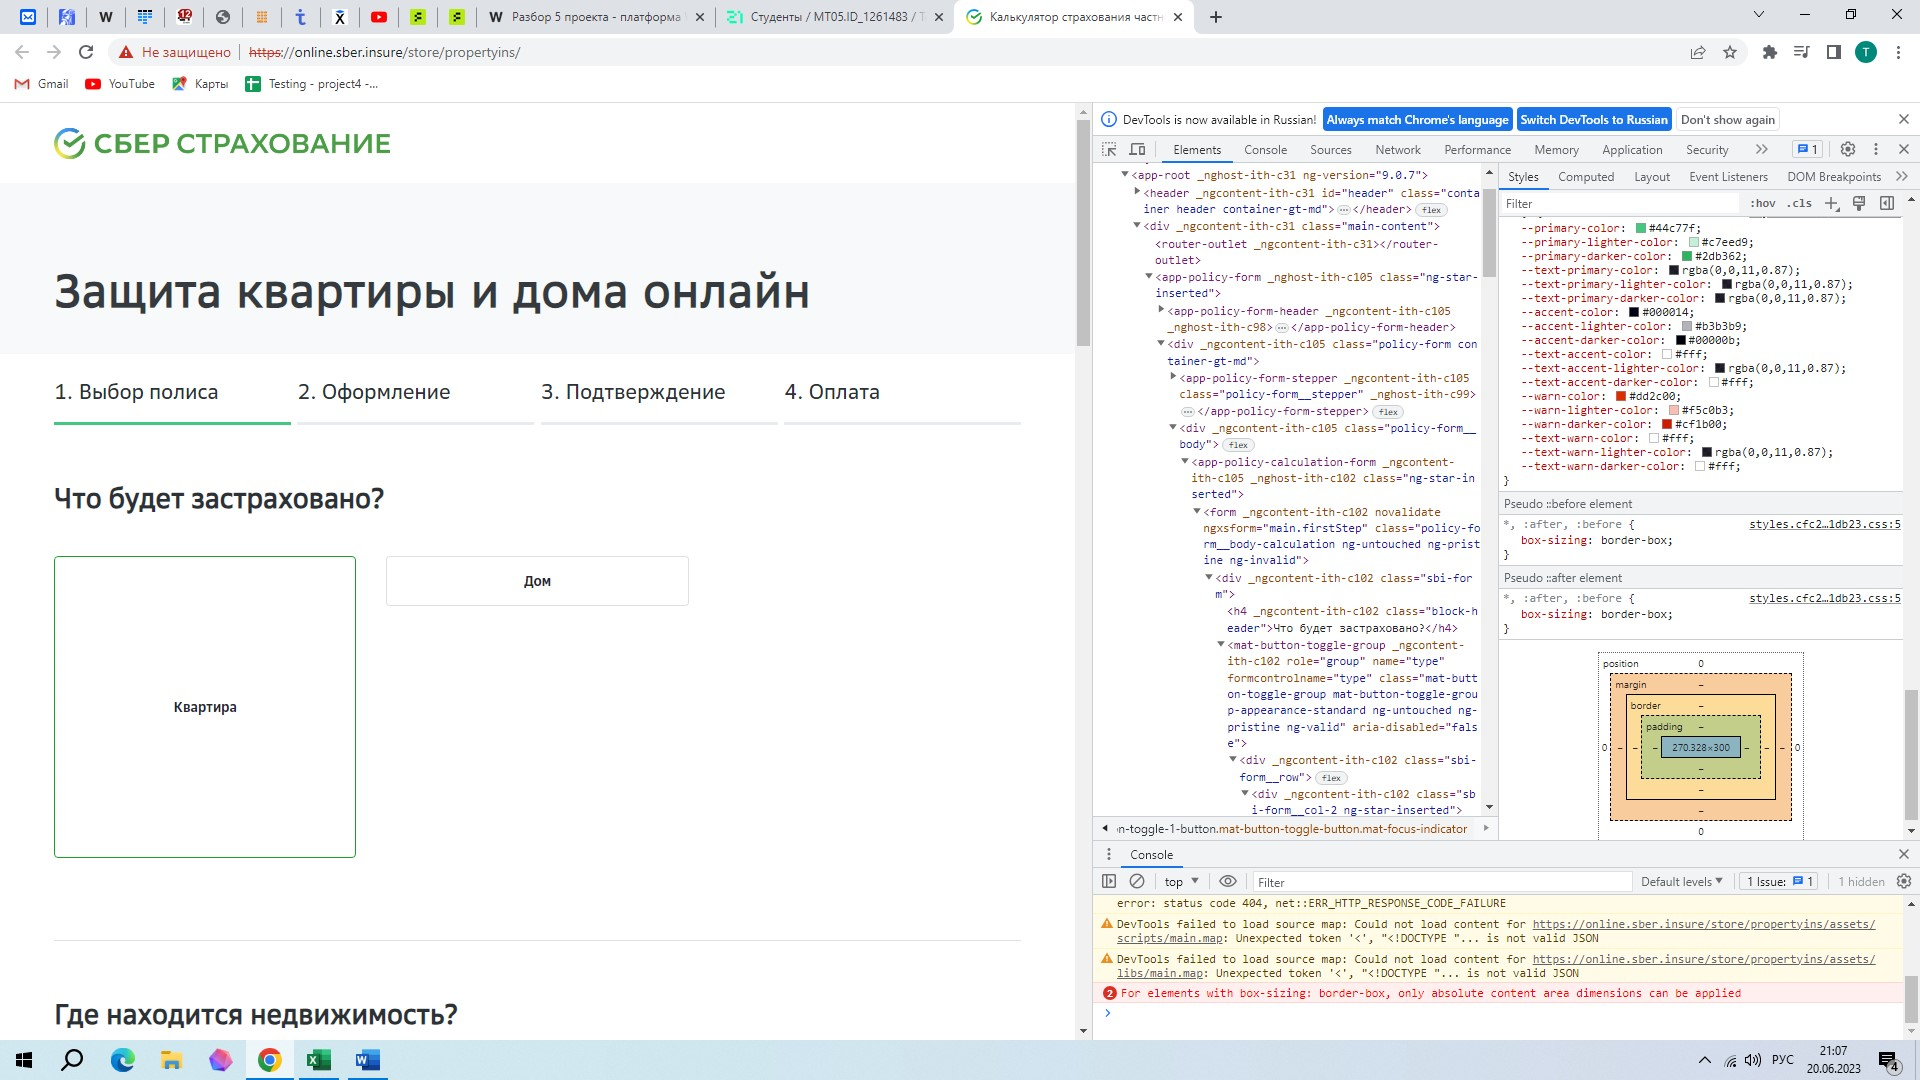 Разбор 5 проекта - платформа
Студенты / MT05.ID_1261483 / Т
Калькулятор страхования частн
Не защищено
https://online.sber.insure/store/propertyins/
T
Gmail
YouTube
Карты
Testing - project4 -...
СБЕР СТРАХОВАНИЕ
Защита квартиры и дома онлайн
1. Выбор полиса
2. Оформление
3. Подтверждение
4. Оплата
Что будет застраховано?
Квартира
Дом
Где находится недвижимость?
DevTools is now available in Russian!
Always match Chrome's language
Switch DevTools to Russian
Don't show again
Elements
Console
Sources
Network
Performance
Memory
Application
Security
1
<app-root _nghost-ith-c31 ng-version="9.0.7">
<header _ngcontent-ith-c31 id="header" class="conta
iner header container-gt-md"> </header> flex
<div _ngcontent-ith-c31 class="main-content">
<router-outlet _ngcontent-ith-c31></router-
outlet>
<app-policy-form _nghost-ith-c105 class="ng-star-
inserted">
<app-policy-form-header _ngcontent-ith-c105
_nghost-ith-c98> </app-policy-form-header>
<div _ngcontent-ith-c105 class="policy-form con
tainer-gt-md">
<app-policy-form-stepper _ngcontent-ith-c105
class="policy-form__stepper" _nghost-ith-c99>
</app-policy-form-stepper> flex
<div _ngcontent-ith-c105 class="policy-form__
body"> flex
<app-policy-calculation-form _ngcontent-
ith-c105 _nghost-ith-c102 class="ng-star-in
serted">
<form _ngcontent-ith-c102 novalidate
ngxsform="main.firstStep" class="policy-fo
rm__body-calculation ng-untouched ng-prist
ine ng-invalid">
<div _ngcontent-ith-c102 class="sbi-for
m">
<h4 _ngcontent-ith-c102 class="block-h
eader">Что будет застраховано?</h4>
<mat-button-toggle-group _ngcontent-
ith-c102 role="group" name="type"
formcontrolname="type" class="mat-butt
on-toggle-group mat-button-toggle-grou
p-appearance-standard ng-untouched ng-
pristine ng-valid" aria-disabled="fals
e">
<div _ngcontent-ith-c102 class="sbi-
form__row"> flex
<div _ngcontent-ith-c102 class="sb
i-form__col-2 ng-star-inserted">
n-toggle-1-button.mat-button-toggle-button.mat-focus-indicator
Styles
Computed
Layout
Event Listeners
DOM Breakpoints
Filter
:hov
.cls
--primary-color: #44c77f;
--primary-lighter-color: #c7eed9;
--primary-darker-color: #2db362;
--text-primary-color: rgba(0,0,11,0.87);
--text-primary-lighter-color: rgba(0,0,11,0.87);
--text-primary-darker-color: rgba(0,0,11,0.87);
--accent-color: #000014;
--accent-lighter-color: #b3b3b9;
--accent-darker-color: #00000b;
--text-accent-color: #fff;
--text-accent-lighter-color: rgba(0,0,11,0.87);
--text-accent-darker-color: #fff;
--warn-color: #dd2c00;
--warn-lighter-color: #f5c0b3;
--warn-darker-color: #cf1b00;
--text-warn-color: #fff;
--text-warn-lighter-color: rgba(0,0,11,0.87);
--text-warn-darker-color: #fff;
}
Pseudo ::before element
*, :after, :before { styles.cfc2…1db23.css:5
box-sizing: border-box;
}
Pseudo ::after element
*, :after, :before { styles.cfc2…1db23.css:5
box-sizing: border-box;
}
position 0
margin –
border –
padding –
0 – – – 270.328×300 – – – 0
–
–
–
0
Console
top
Filter
Default levels
1 Issue: 1
1 hidden
error: status code 404, net::ERR_HTTP_RESPONSE_CODE_FAILURE
DevTools failed to load source map: Could not load content for https://online.sber.insure/store/propertyins/assets/
scripts/main.map: Unexpected token '<', "<!DOCTYPE "... is not valid JSON
DevTools failed to load source map: Could not load content for https://online.sber.insure/store/propertyins/assets/
libs/main.map: Unexpected token '<', "<!DOCTYPE "... is not valid JSON
2 For elements with box-sizing: border-box, only absolute content area dimensions can be applied
РУС
21:07
20.06.2023
4